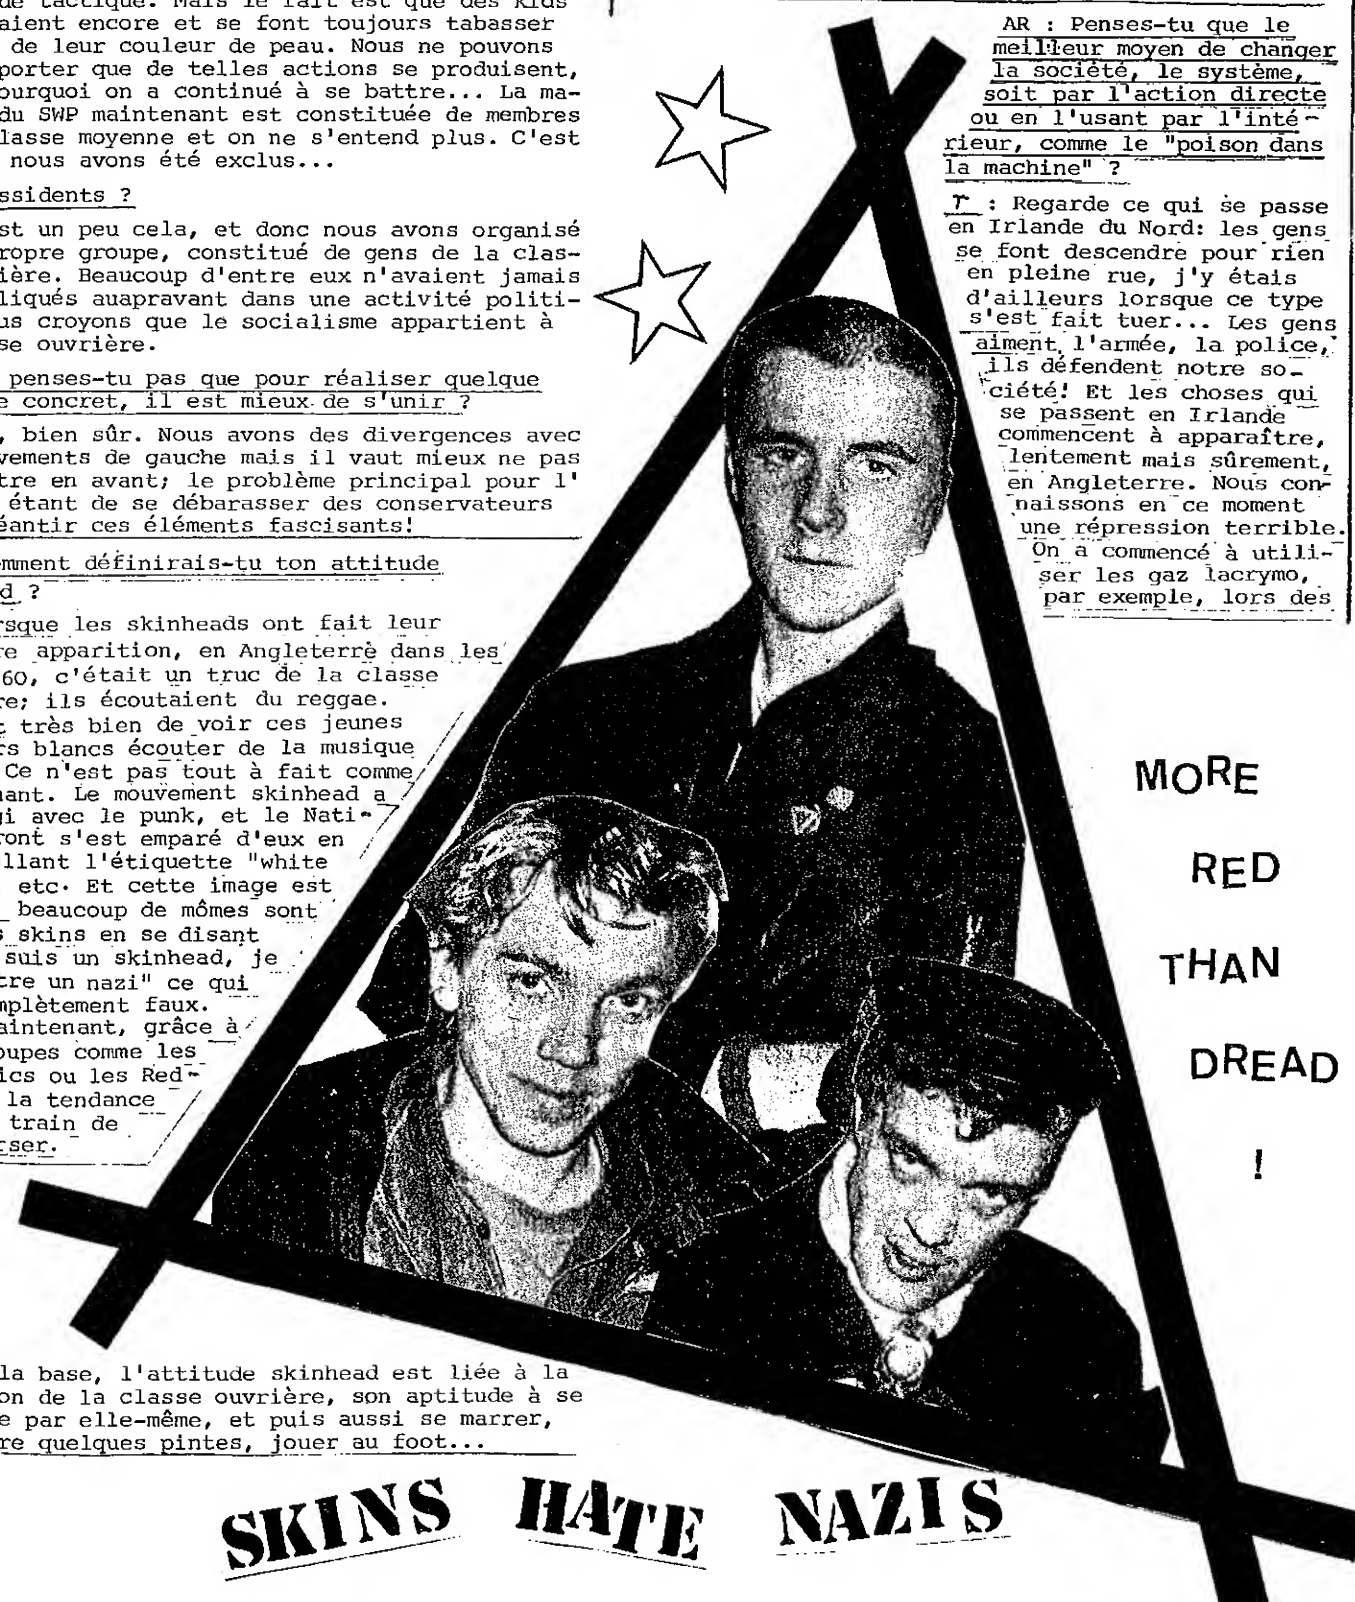 de tactique. Mais le fait est que des Kids
aient encore et se font toujours tabasser
de leur couleur de peau. Nous ne pouvons
porter que de telles actions se produisent,
ourquoi on a continué à se battre... La ma-
du SWP maintenant est constituée de membres
lasse moyenne et on ne s'entend plus. C'est
nous avons été exclus...
ssidents ?
st un peu cela, et donc nous avons organisé
ropre groupe, constitué de gens de la clas-
ière. Beaucoup d'entre eux n'avaient jamais
liqués auapravant dans une activité politi-
us croyons que le socialisme appartient à
se ouvrière.
penses-tu pas que pour réaliser quelque
e concret, il est mieux de s'unir ?
, bien sûr. Nous avons des divergences avec
vements de gauche mais il vaut mieux ne pas
tre en avant; le problème principal pour l'
étant de se débarasser des conservateurs
éantir ces éléments fascisants!
mment définirais-tu ton attitude
d ?
rsque les skinheads ont fait leur
re apparition, en Angleterre dans les
60, c'était un truc de la classe
re; ils écoutaient du reggae.
t très bien de voir ces jeunes
rs blancs écouter de la musique
Ce n'est pas tout à fait comme
nant. Le mouvement skinhead a
gi avec le punk, et le Nati-
ront s'est emparé d'eux en
llant l'étiquette "white
etc. Et cette image est
beaucoup de mômes sont
s skins en se disant
suis un skinhead, je
tre un nazi" ce qui
mplètement faux.
aintenant, grâce à
oupes comme les
ics ou les Red-
la tendance
train de
rser.
la base, l'attitude skinhead est liée à la
on de la classe ouvrière, son aptitude à se
e par elle-même, et puis aussi se marrer,
re quelques pintes, jouer au foot...
AR : Penses-tu que le
meilleur moyen de changer
la société, le système,
soit par l'action directe
ou en l'usant par l'inté-
rieur, comme le "poison dans
la machine" ?
r : Regarde ce qui se passe
en Irlande du Nord: les gens
se font descendre pour rien
en pleine rue, j'y étais
d'ailleurs lorsque ce type
s'est fait tuer... Les gens
aiment l'armée, la police,
ils défendent notre so-
ciété! Et les choses qui
se passent en Irlande
commencent à apparaître,
lentement mais sûrement,
en Angleterre. Nous con-
naissons en ce moment
une répression terrible.
On a commencé à utili-
ser les gaz lacrymo,
par exemple, lors des
MORE
RED
THAN
DREAD
!
SKINS HATE NAZIS